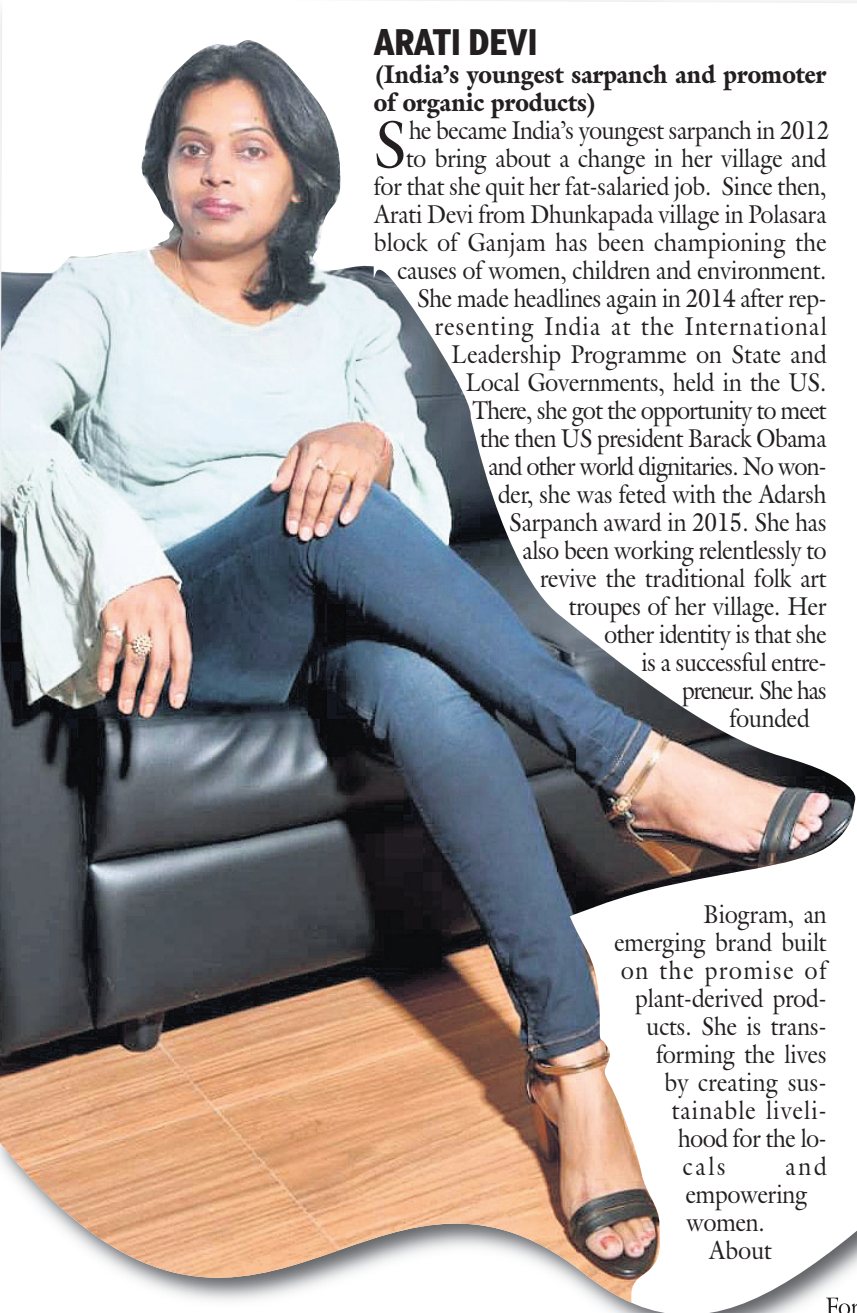 ARATI DEVI
(India's youngest sarpanch and promoter
of organic products)
She became India's youngest sarpanch in 2012
to bring about a change in her village and
for that she quit her fat-salaried job. Since then,
Arati Devi from Dhunkapada village in Polasara
block of Ganjam has been championing the
causes of women, children and environment.
She made headlines again in 2014 after rep-
resenting India at the International
Leadership Programme on State and
Local Governments, held in the US.
There, she got the opportunity to meet
the then US president Barack Obama
and other world dignitaries. No won-
der, she was feted with the Adarsh
Sarpanch award in 2015. She has
also been working relentlessly to
revive the traditional folk art
troupes of her village. Her
other identity is that she
is a successful entre-
preneur. She has
founded
Biogram, an
emerging brand built
on the promise of
plant-derived prod-
ucts. She is trans-
forming the lives
by creating sus-
tainable liveli-
hood for the lo-
cals and
empowering
women.
About
For